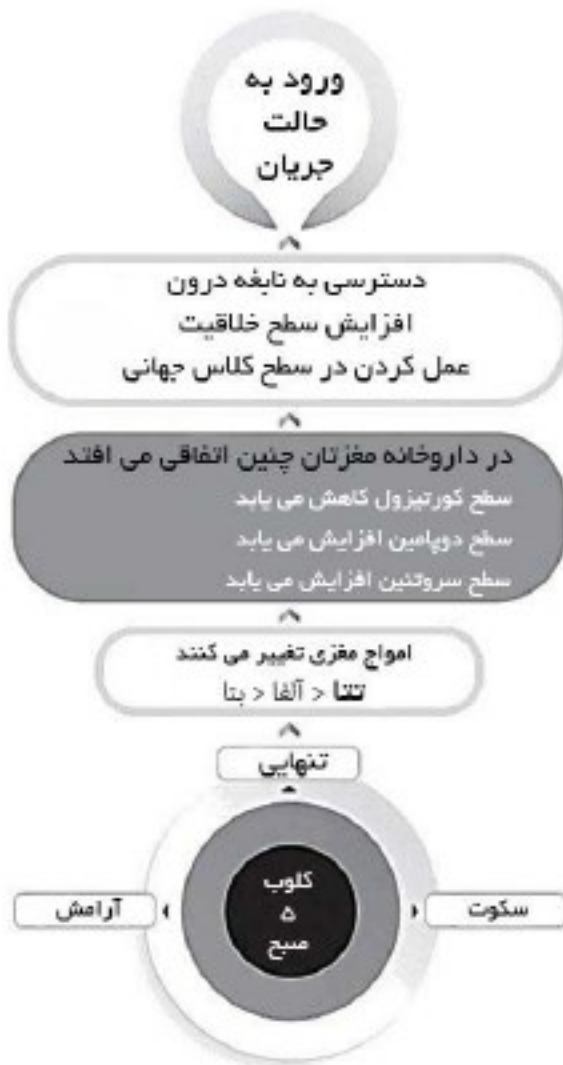 ورود به
حالت
جریان
دسترسی به نابغه درون
افزایش سطح خلاقیت
عمل کردن در سطح کلاس جهانی
در داروخانه مغزتان چنین اتفاقی می افتد
سطح کورتیزول کاهش می یابد
سطح دوپامین افزایش می یابد
سطح سروتئین افزایش می یابد
امواج مغزی تغییر می کنند
تتا < آلفا < بتا
تنهایی
سکوت
کلوب
۵
صبح
آرامش